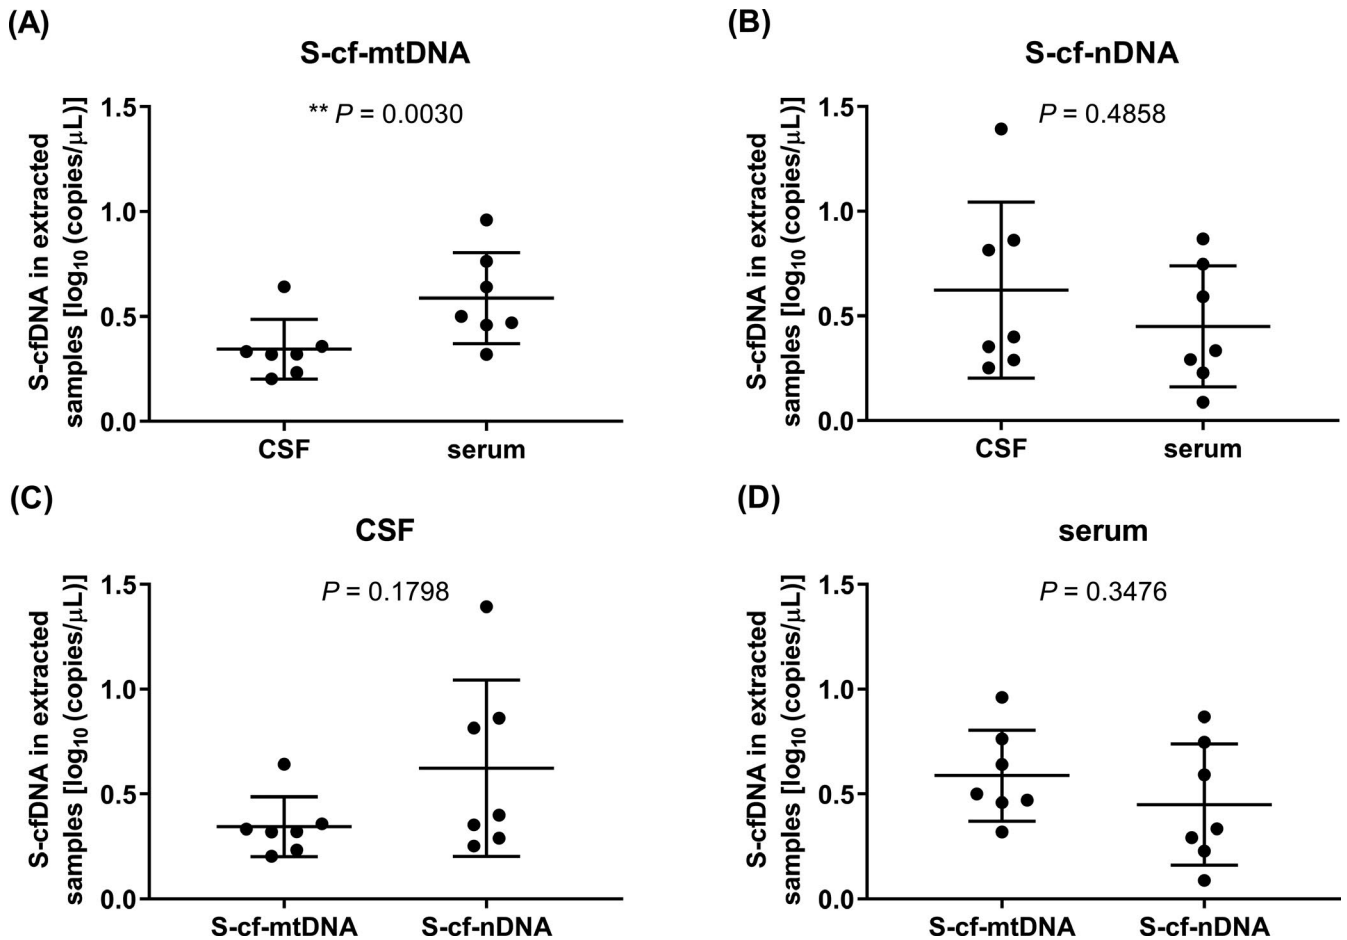 (A)
S-cf-mtDNA
** P = 0.0030
S-cfDNA in extracted
samples [log10 (copies/μL)]
1.5
1.0
0.5
0.0
CSF serum
(B)
S-cf-nDNA
P = 0.4858
S-cfDNA in extracted
samples [log10 (copies/μL)]
1.5
1.0
0.5
0.0
CSF serum
(C)
CSF
P = 0.1798
S-cfDNA in extracted
samples [log10 (copies/μL)]
1.5
1.0
0.5
0.0
S-cf-mtDNA S-cf-nDNA
(D)
serum
P = 0.3476
S-cfDNA in extracted
samples [log10 (copies/μL)]
1.5
1.0
0.5
0.0
S-cf-mtDNA S-cf-nDNA